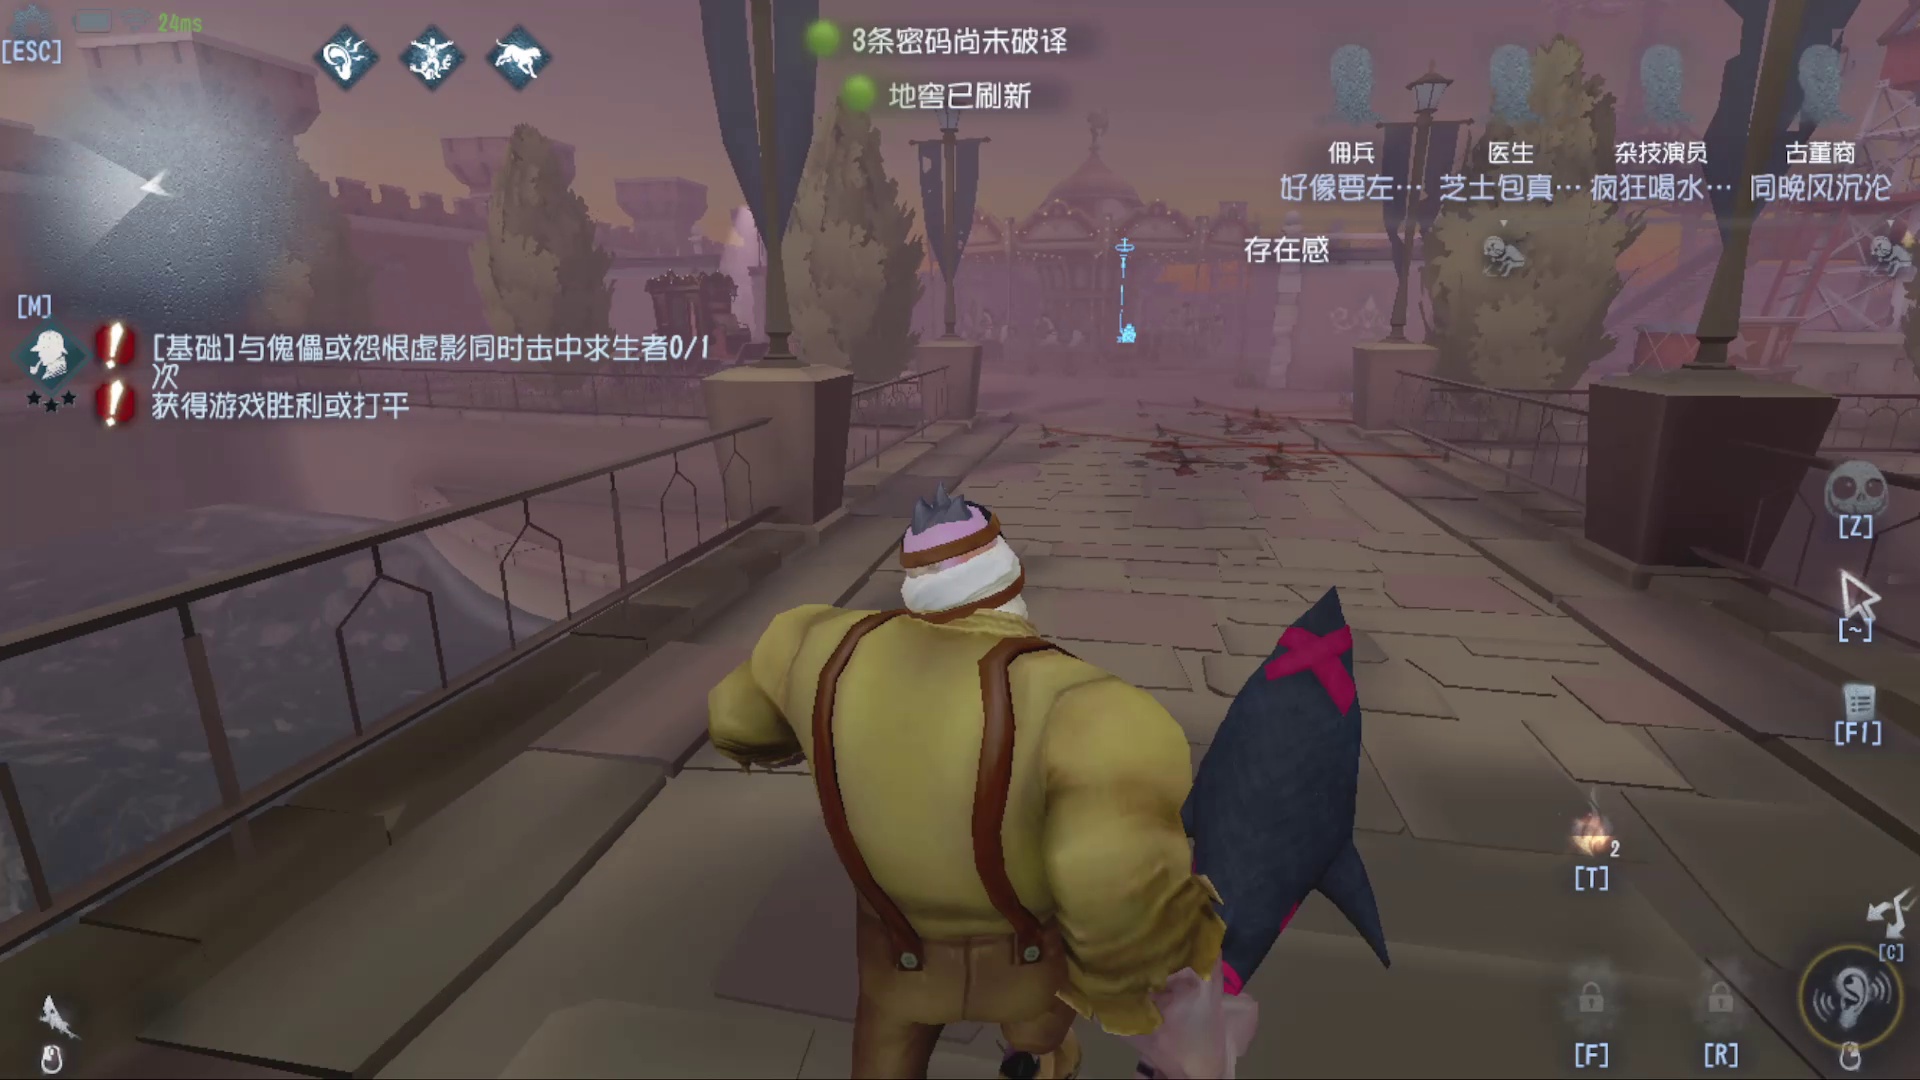 24ms
[ESC]
3条密码尚未破译
地窖已刷新
佣兵 医生 杂技演员 古董商
好像要左… 芝士包真… 疯狂喝水… 同晚风沉沦
存在感
[M]
[基础]与傀儡或怨恨虚影同时击中求生者0/1
次
获得游戏胜利或打平
[Z]
[~]
[F1]
2
[T]
[C]
[F] [R]